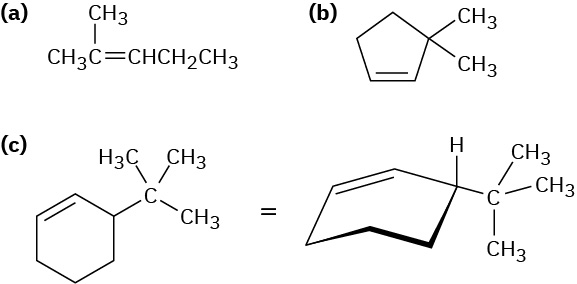 (a)
CH3
CH3C=CHCH2CH3
(b)
CH3
CH3
(c)
H3C CH3
C
CH3
=
H
CH3
C CH3
CH3